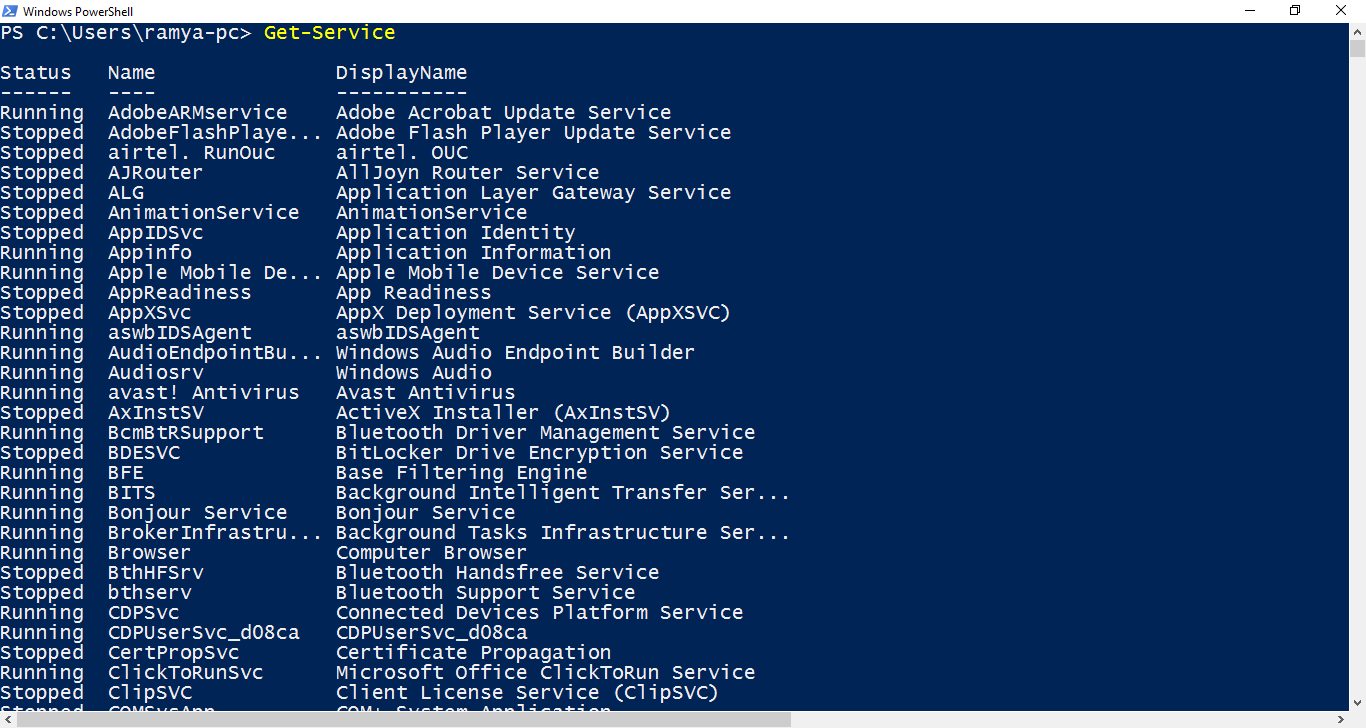 Windows PowerShell
PS C:\Users\ramya-pc> Get-Service
Status   Name               DisplayName
------   ----               -----------
Running  AdobeARMservice    Adobe Acrobat Update Service
Stopped  AdobeFlashPlaye... Adobe Flash Player Update Service
Stopped  airtel. RunOuc     airtel. OUC
Stopped  AJRouter           AllJoyn Router Service
Stopped  ALG                Application Layer Gateway Service
Stopped  AnimationService   AnimationService
Stopped  AppIDSvc           Application Identity
Running  Appinfo            Application Information
Running  Apple Mobile De... Apple Mobile Device Service
Stopped  AppReadiness       App Readiness
Stopped  AppXSvc            AppX Deployment Service (AppXSVC)
Running  aswbIDSAgent       aswbIDSAgent
Running  AudioEndpointBu... Windows Audio Endpoint Builder
Running  Audiosrv           Windows Audio
Running  avast! Antivirus   Avast Antivirus
Stopped  AxInstSV           ActiveX Installer (AxInstSV)
Running  BcmBtRSupport      Bluetooth Driver Management Service
Stopped  BDESVC             BitLocker Drive Encryption Service
Running  BFE                Base Filtering Engine
Running  BITS               Background Intelligent Transfer Ser...
Running  Bonjour Service    Bonjour Service
Running  BrokerInfrastru... Background Tasks Infrastructure Ser...
Running  Browser            Computer Browser
Stopped  BthHFSrv           Bluetooth Handsfree Service
Stopped  bthserv            Bluetooth Support Service
Running  CDPSvc             Connected Devices Platform Service
Running  CDPUserSvc_d08ca   CDPUserSvc_d08ca
Stopped  CertPropSvc        Certificate Propagation
Running  ClickToRunSvc      Microsoft Office ClickToRun Service
Stopped  ClipSVC            Client License Service (ClipSVC)
Stopped  COMSysApp          COM+ System Application